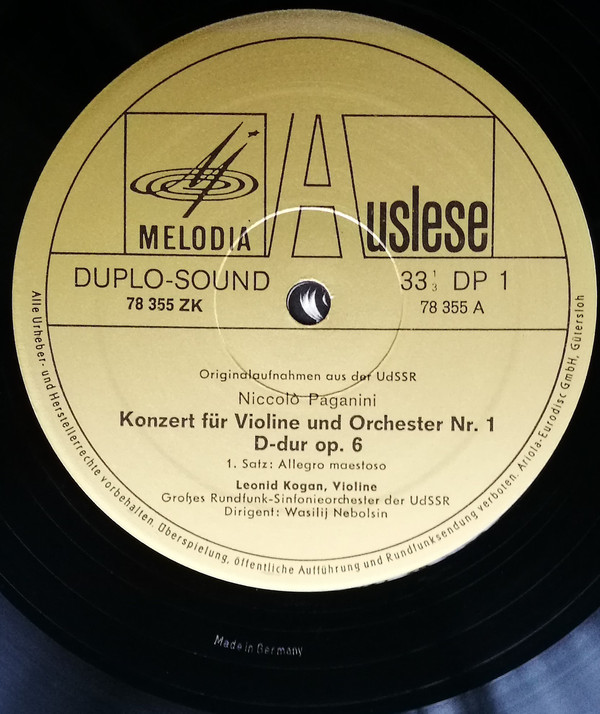 MELODIA Auslese
DUPLO-SOUND 33 1/3 DP 1
78 355 ZK 78 355 A
Originalaufnahmen aus der UdSSR
Niccolò Paganini
Konzert für Violine und Orchester Nr. 1
D-dur op. 6
1. Satz: Allegro maestoso
Leonid Kogan, Violine
Großes Rundfunk-Sinfonieorchester der UdSSR
Dirigent: Wasilij Nebolsin
Alle Urheber- und Herstellerrechte vorbehalten. Überspielung, öffentliche Aufführung und Rundfunksendung verboten. Ariola-Eurodisc GmbH, Gütersloh
Made in Germany